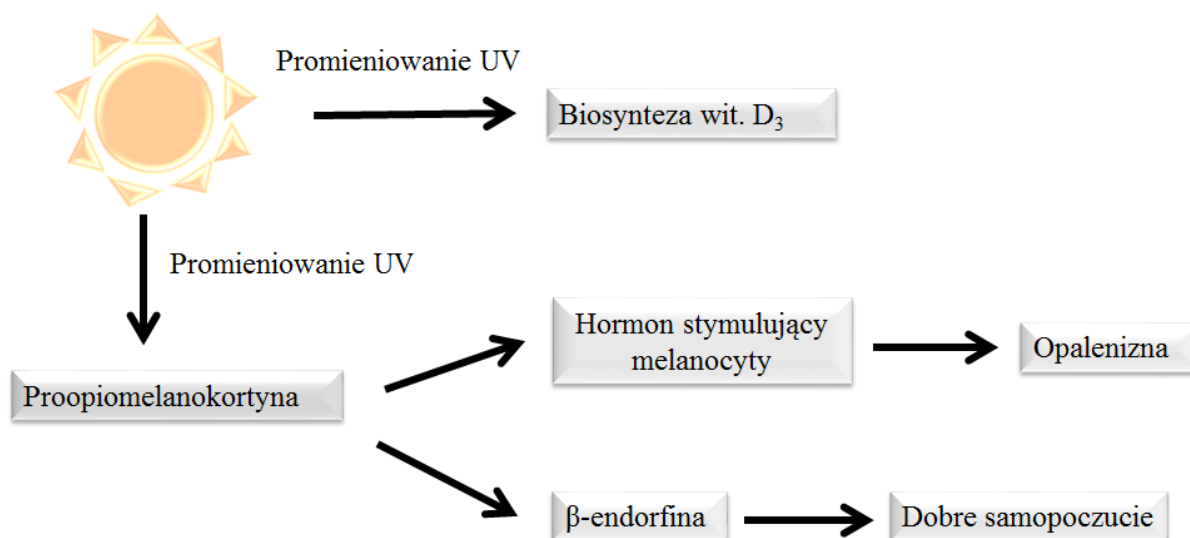 Promieniowanie UV
Biosynteza wit. D₃
Promieniowanie UV
Hormon stymulujący
melanocyty
Opalenizna
Proopiomelanokortyna
β-endorfina
Dobre samopoczucie